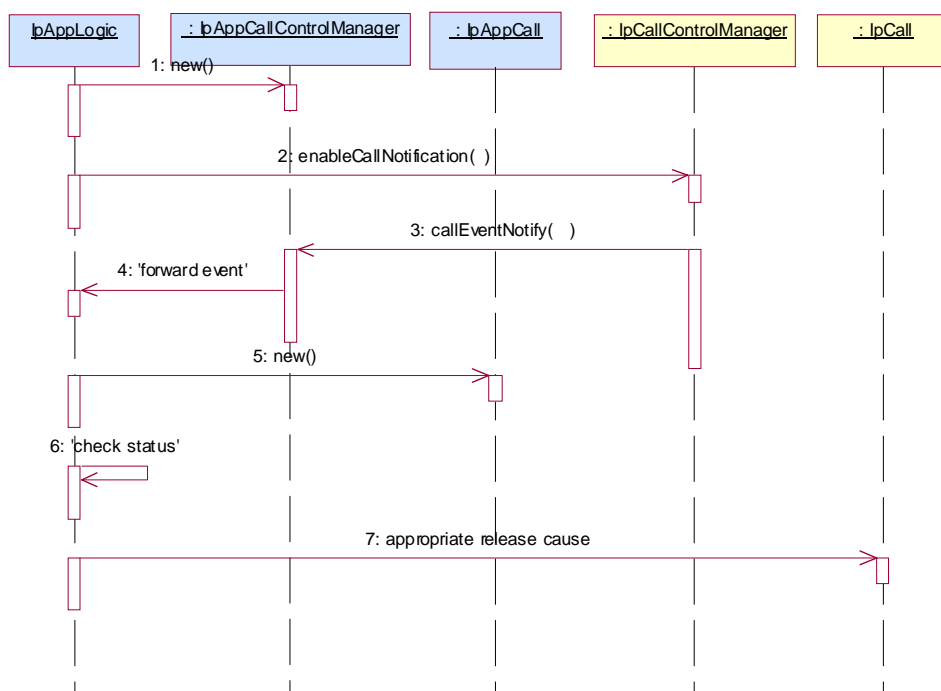 IpAppLogic
: IpAppCallControlManager
: IpAppCall
: IpCallControlManager
: IpCall
1: new()
2: enableCallNotification( )
3: callEventNotify( )
4: 'forward event'
5: new()
6: 'check status'
7: appropriate release cause